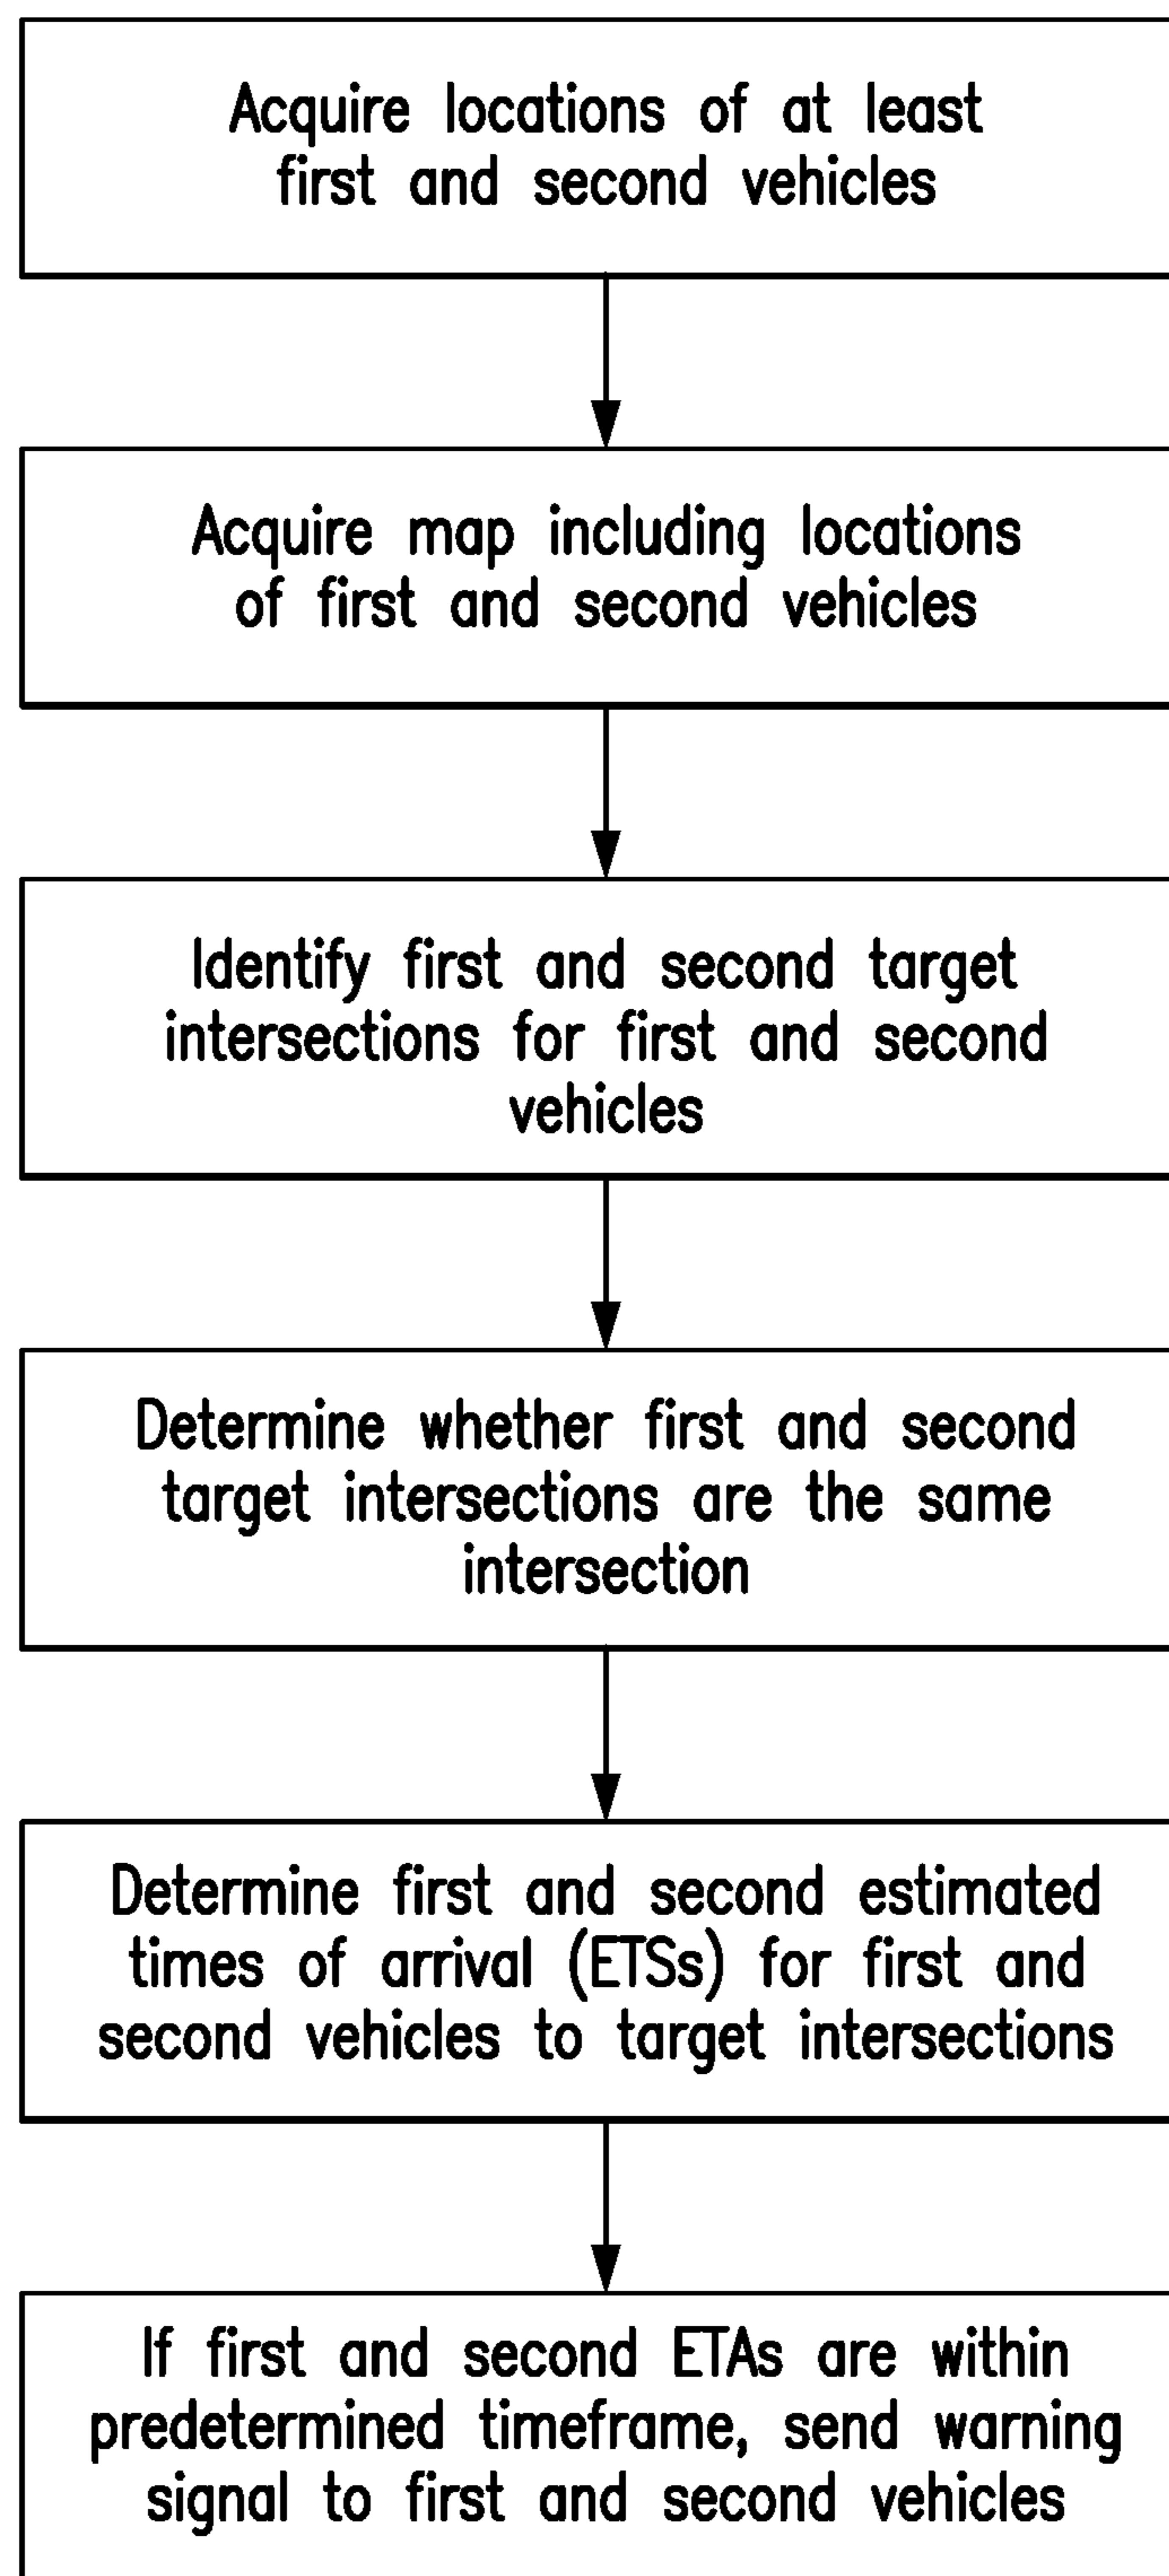 Acquire locations of at least
first and second vehicles
Acquire map including locations
of first and second vehicles
Identify first and second target
intersections for first and second
vehicles
Determine whether first and second
target intersections are the same
intersection
Determine first and second estimated
times of arrival (ETSs) for first and
second vehicles to target intersections
If first and second ETAs are within
predetermined timeframe, send warning
signal to first and second vehicles